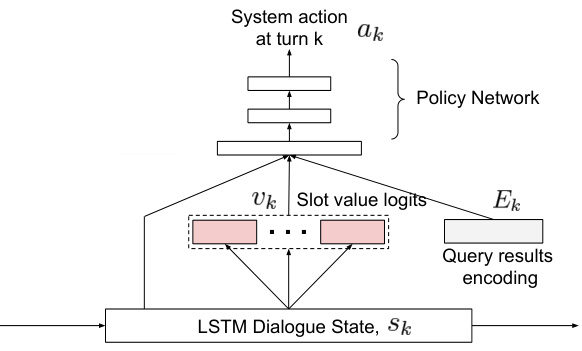 System action
at turn k a_k
Policy Network
v_k Slot value logits
E_k
Query results
encoding
LSTM Dialogue State, s_k